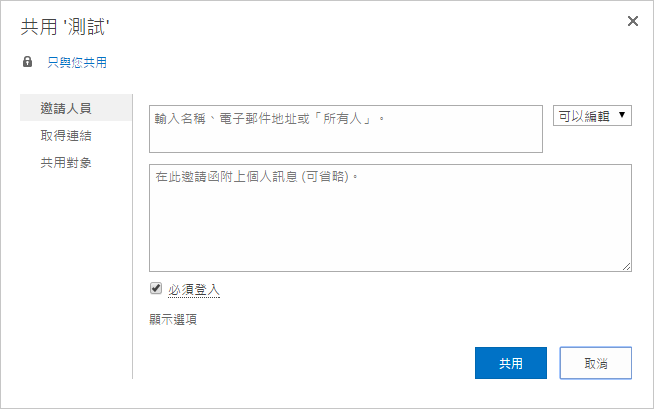 共用 '測試'
只與您共用
邀請人員
取得連結
共用對象
輸入名稱、電子郵件地址或「所有人」。
可以編輯
在此邀請函附上個人訊息 (可省略)。
必須登入
顯示選項
共用
取消